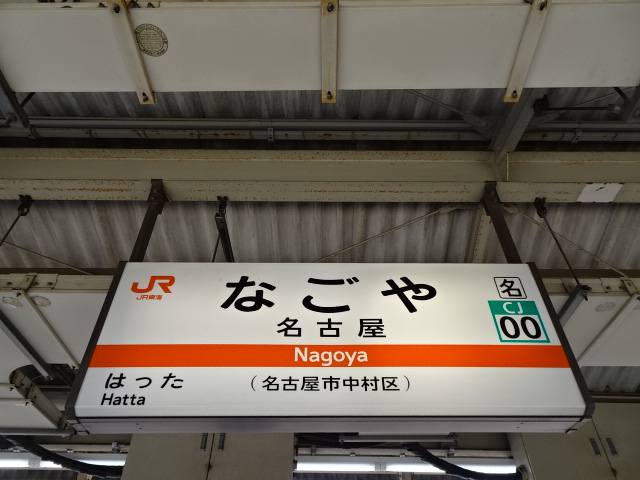 JR
JR東海
なごや
名
名古屋
CJ
00
Nagoya
はった
Hatta
（名古屋市中村区）